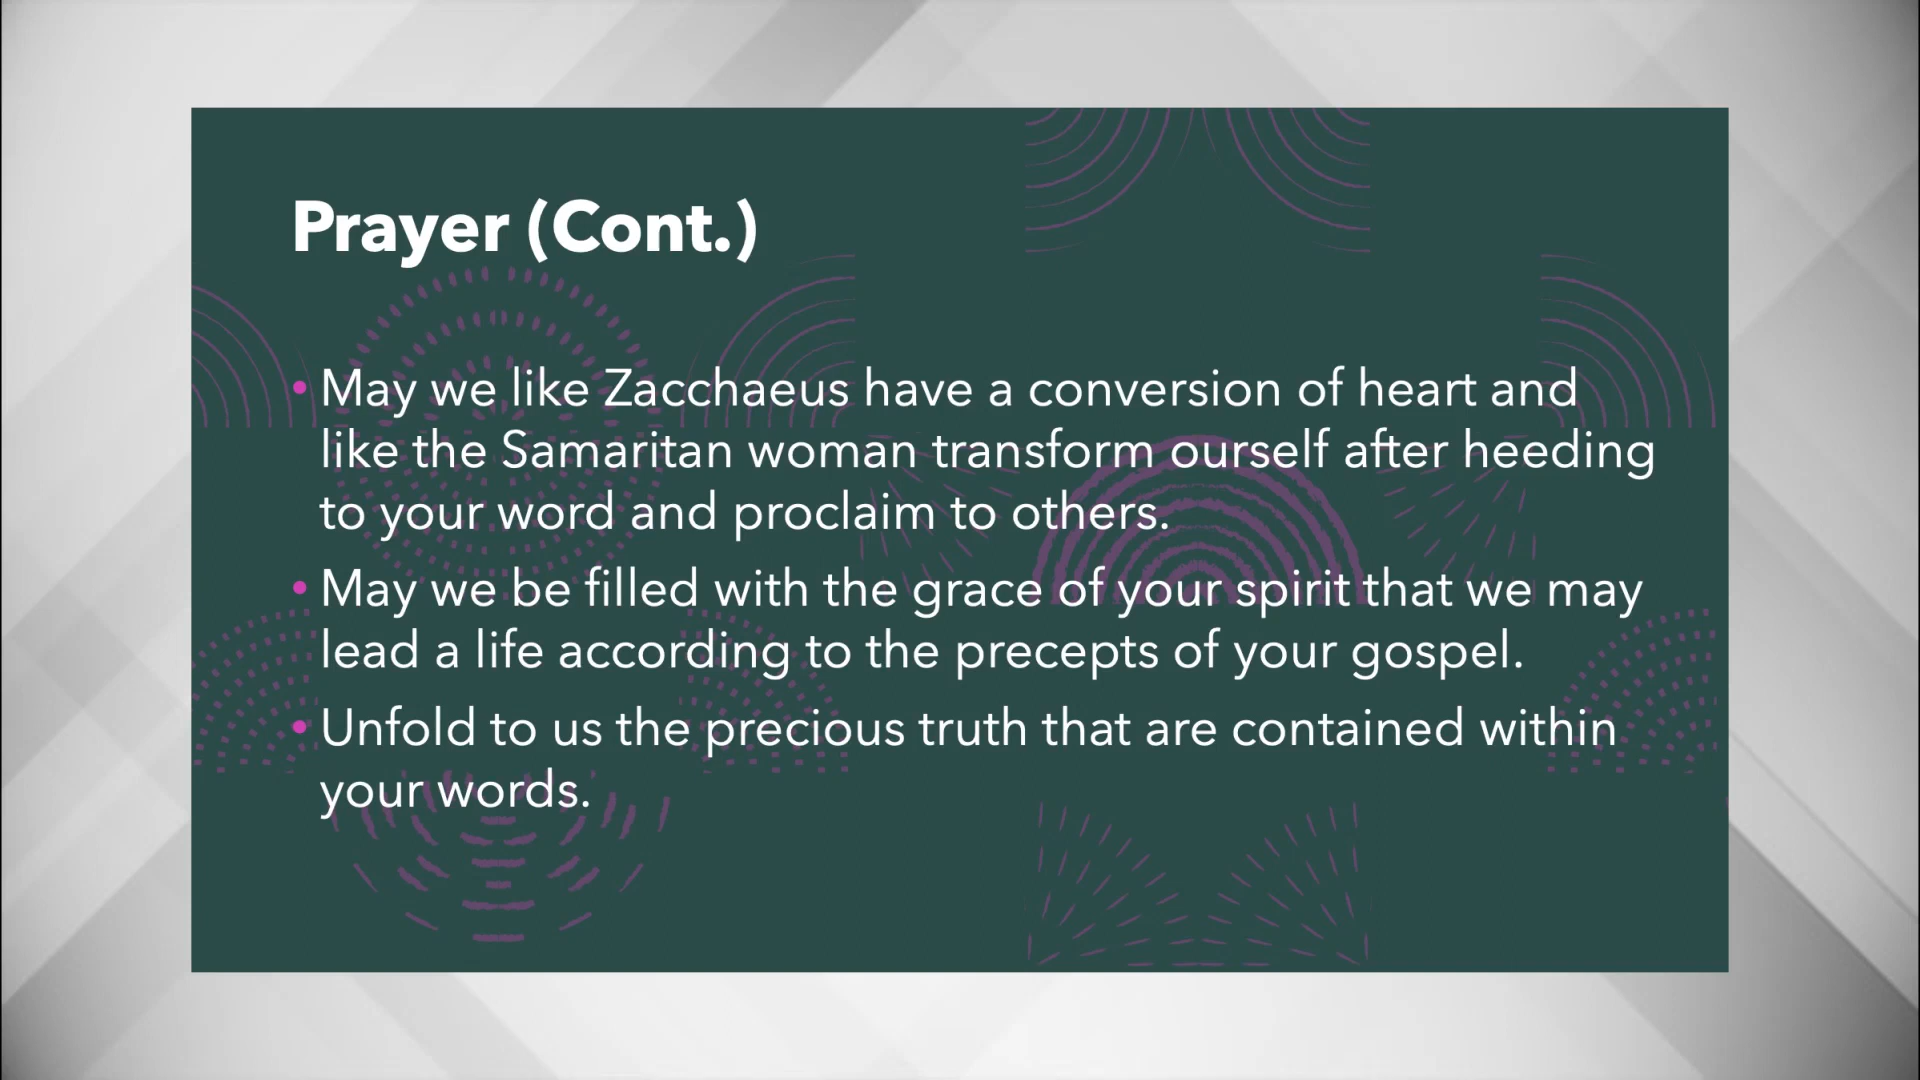 Prayer (Cont.)
• May we like Zacchaeus have a conversion of heart and
like the Samaritan woman transform ourself after heeding
to your word and proclaim to others.
• May we be filled with the grace of your spirit that we may
lead a life according to the precepts of your gospel.
• Unfold to us the precious truth that are contained within
your words.